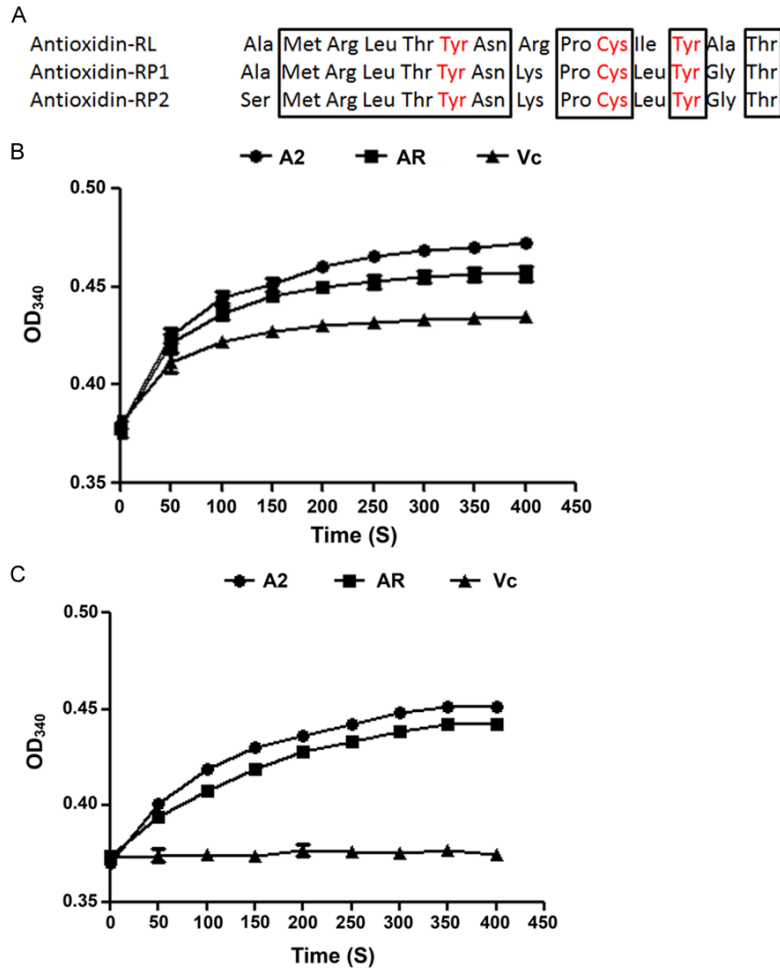 A
Antioxidin-RL Ala Met Arg Leu Thr Tyr Asn Arg Pro Cys Ile Tyr Ala Thr
Antioxidin-RP1 Ala Met Arg Leu Thr Tyr Asn Lys Pro Cys Leu Tyr Gly Thr
Antioxidin-RP2 Ser Met Arg Leu Thr Tyr Asn Lys Pro Cys Leu Tyr Gly Thr
B
A2 AR Vc
0.50
0.45
0.40
0.35
OD340
0 50 100 150 200 250 300 350 400 450
Time (S)
C
A2 AR Vc
0.50
0.45
0.40
0.35
OD340
0 50 100 150 200 250 300 350 400 450
Time (S)